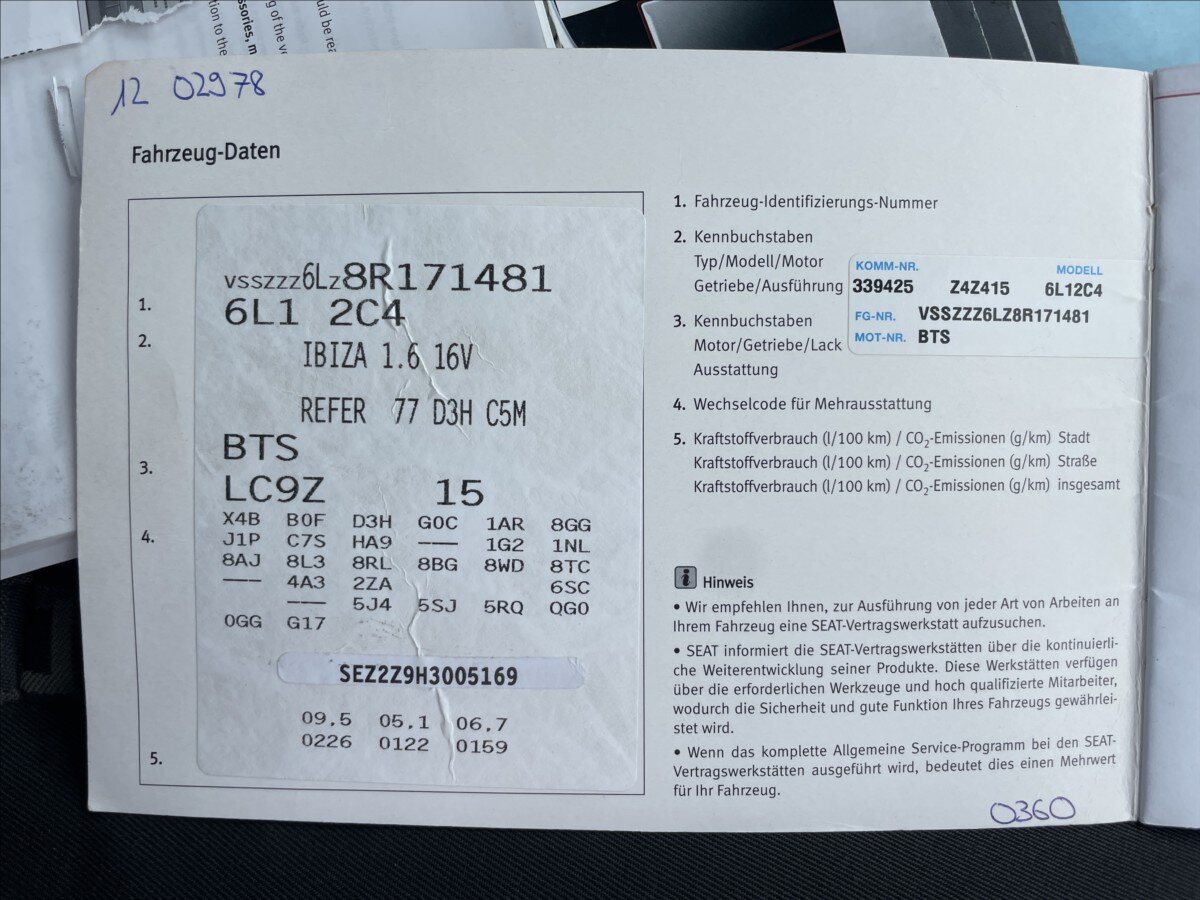 ssories, m
12 02978
Fahrzeug-Daten
1.
2.
3.
4.
5.
vsszzz6Lz8R171481
6L1 2C4
IBIZA 1.6 16V
REFER 77 D3H C5M
BTS
LC9Z 15
X4B B0F D3H G0C 1AR 8GG
J1P C7S HA9 —— 1G2 1NL
8AJ 8L3 8RL 8BG 8WD 8TC
—— 4A3 2ZA 6SC
—— 5J4 5SJ 5RQ QG0
0GG G17
SEZ2Z9H3005169
09.5 05.1 06.7
0226 0122 0159
1. Fahrzeug-Identifizierungs-Nummer
2. Kennbuchstaben
Typ/Modell/Motor
Getriebe/Ausführung
3. Kennbuchstaben
Motor/Getriebe/Lack
Ausstattung
KOMM-NR. MODELL
339425 Z4Z415 6L12C4
FG-NR. VSSZZZ6LZ8R171481
MOT-NR. BTS
4. Wechselcode für Mehrausstattung
5. Kraftstoffverbrauch (l/100 km) / CO₂-Emissionen (g/km) Stadt
Kraftstoffverbrauch (l/100 km) / CO₂-Emissionen (g/km) Straße
Kraftstoffverbrauch (l/100 km) / CO₂-Emissionen (g/km) insgesamt
i Hinweis
• Wir empfehlen Ihnen, zur Ausführung von jeder Art von Arbeiten an
Ihrem Fahrzeug eine SEAT-Vertragswerkstatt aufzusuchen.
• SEAT informiert die SEAT-Vertragswerkstätten über die kontinuierli-
che Weiterentwicklung seiner Produkte. Diese Werkstätten verfügen
über die erforderlichen Werkzeuge und hoch qualifizierte Mitarbeiter,
wodurch die Sicherheit und gute Funktion Ihres Fahrzeugs gewährlei-
stet wird.
• Wenn das komplette Allgemeine Service-Programm bei den SEAT-
Vertragswerkstätten ausgeführt wird, bedeutet dies einen Mehrwert
für Ihr Fahrzeug.
0360